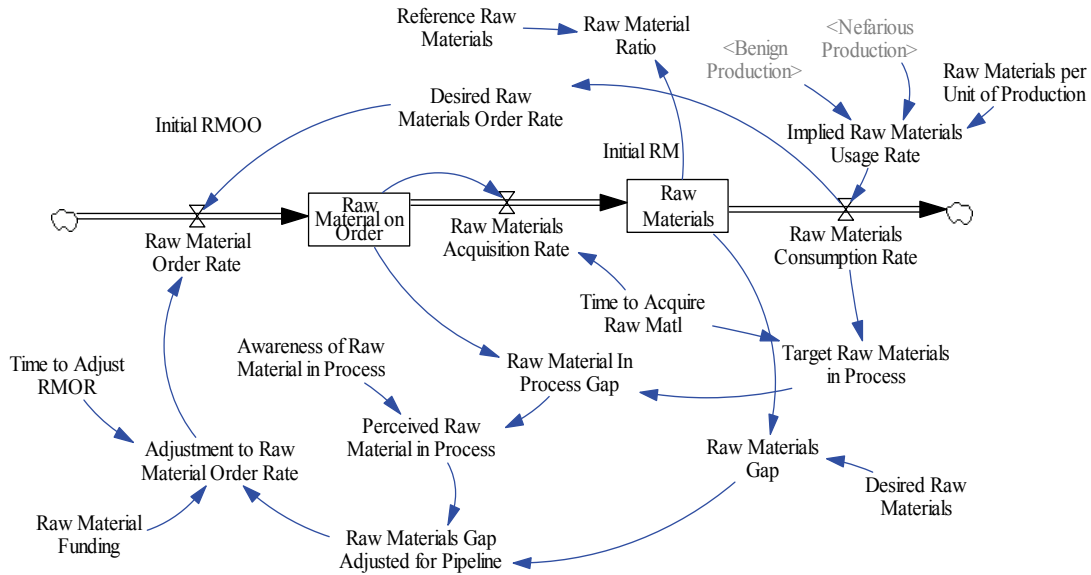 Reference Raw
Materials
Raw Material
Ratio
<Nefarious
Production>
<Benign
Production>
Raw Materials per
Unit of Production
Desired Raw
Materials Order Rate
Initial RMOO
Implied Raw Materials
Usage Rate
Initial RM
Raw
Material on
Order
Raw
Materials
Raw Material
Order Rate
Raw Materials
Acquisition Rate
Raw Materials
Consumption Rate
Time to Acquire
Raw Matl
Awareness of Raw
Material in Process
Raw Material In
Process Gap
Target Raw Materials
in Process
Time to Adjust
RMOR
Perceived Raw
Material in Process
Adjustment to Raw
Material Order Rate
Raw Materials
Gap
Desired Raw
Materials
Raw Material
Funding
Raw Materials Gap
Adjusted for Pipeline